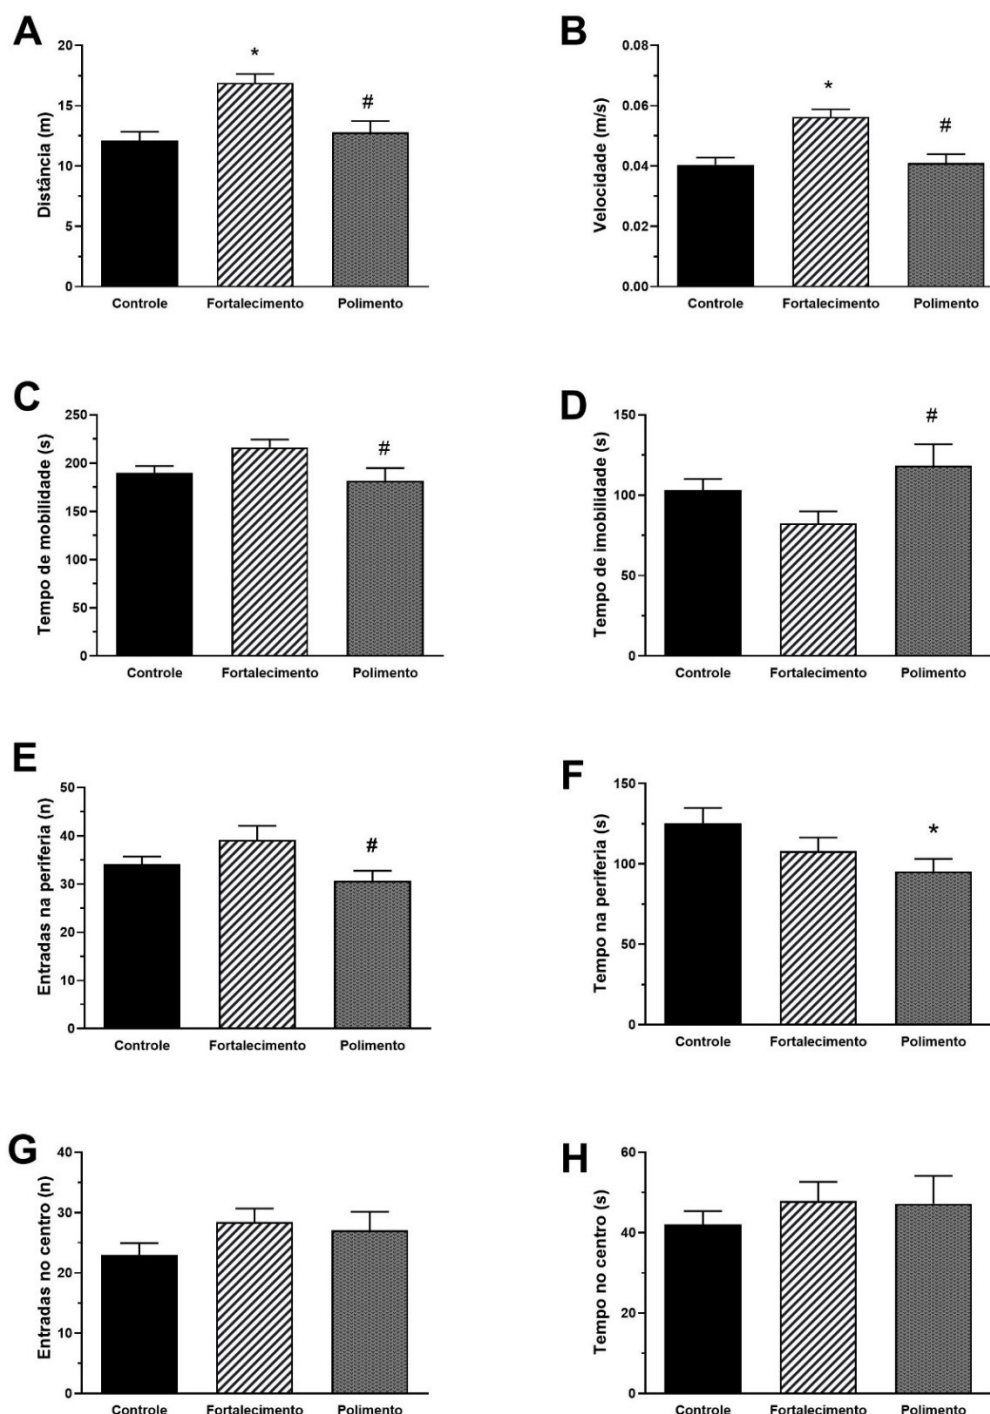 A
Distância (m)
20
15
10
5
0
*
#
Controle
Fortalecimento
Polimento
B
Velocidade (m/s)
0.08
0.06
0.04
0.02
0.00
*
#
Controle
Fortalecimento
Polimento
C
Tempo de mobilidade (s)
250
200
150
100
50
0
#
Controle
Fortalecimento
Polimento
D
Tempo de imobilidade (s)
150
100
50
0
#
Controle
Fortalecimento
Polimento
E
Entradas na periferia (n)
50
40
30
20
10
0
#
Controle
Fortalecimento
Polimento
F
Tempo na periferia (s)
150
100
50
0
*
Controle
Fortalecimento
Polimento
G
Entradas no centro (n)
40
30
20
10
0
Controle
Fortalecimento
Polimento
H
Tempo no centro (s)
60
40
20
0
Controle
Fortalecimento
Polimento